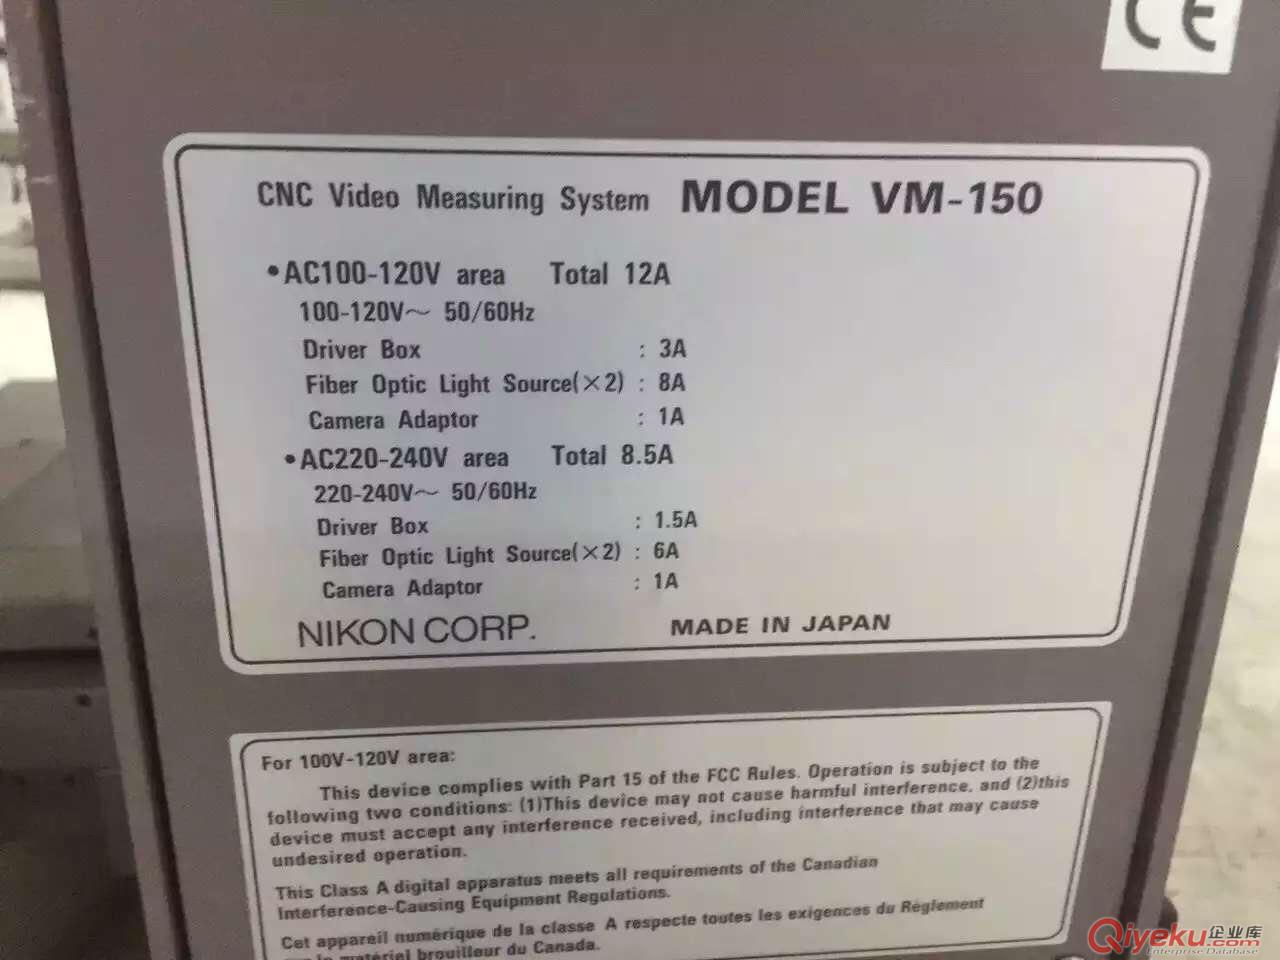 CE
CNC Video Measuring System MODEL VM-150
•AC100-120V area Total 12A
100-120V～ 50/60Hz
Driver Box : 3A
Fiber Optic Light Source(×2) : 8A
Camera Adaptor : 1A
•AC220-240V area Total 8.5A
220-240V～ 50/60Hz
Driver Box : 1.5A
Fiber Optic Light Source(×2) : 6A
Camera Adaptor : 1A
NIKON CORP. MADE IN JAPAN
For 100V-120V area:
This device complies with Part 15 of the FCC Rules. Operation is subject to the
following two conditions: (1)This device may not cause harmful interference, and (2)this
device must accept any interference received, including interference that may cause
undesired operation.
This Class A digital apparatus meets all requirements of the Canadian
Interference-Causing Equipment Regulations.
Cet appareil numérique de la classe A respecte toutes les exigences du Règlement
sur le matériel brouilleur du Canada.
Qiyeku.com 企业库
Enterprise Database